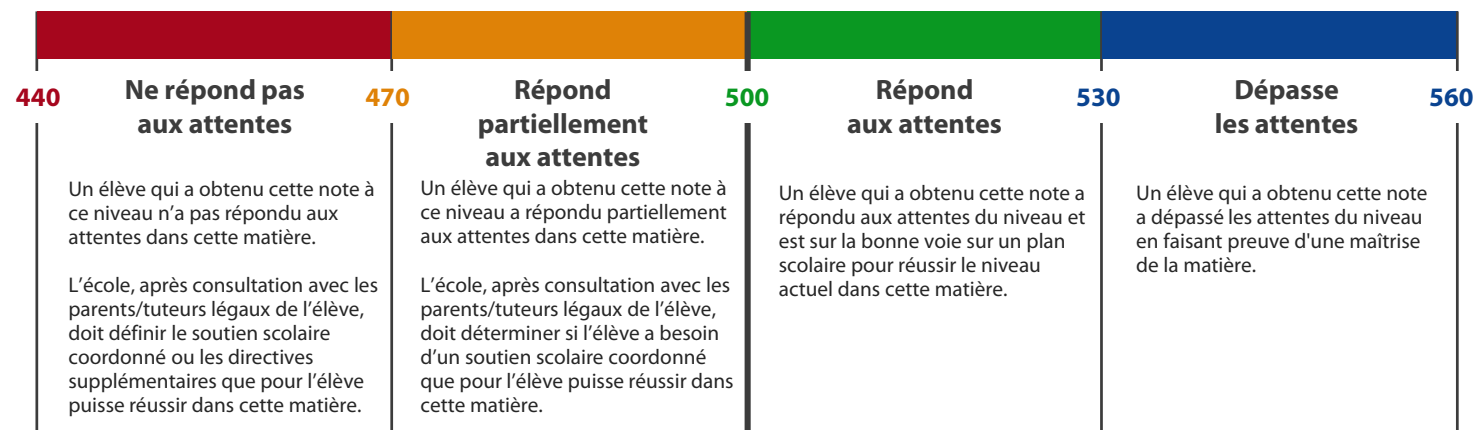 440
Ne répond pas
aux attentes
470
Répond
partiellement
aux attentes
500
Répond
aux attentes
530
Dépasse
les attentes
560
Un élève qui a obtenu cette note à
ce niveau n’a pas répondu aux
attentes dans cette matière.
L’école, après consultation avec les
parents/tuteurs légaux de l’élève,
doit définir le soutien scolaire
coordonné ou les directives
supplémentaires que pour l’élève
puisse réussir dans cette matière.
Un élève qui a obtenu cette note à
ce niveau a répondu partiellement
aux attentes dans cette matière.
L’école, après consultation avec les
parents/tuteurs légaux de l’élève,
doit déterminer si l’élève a besoin
d’un soutien scolaire coordonné
que pour l’élève puisse réussir dans
cette matière.
Un élève qui a obtenu cette note a
répondu aux attentes du niveau et
est sur la bonne voie sur un plan
scolaire pour réussir le niveau
actuel dans cette matière.
Un élève qui a obtenu cette note
a dépassé les attentes du niveau
en faisant preuve d'une maîtrise
de la matière.